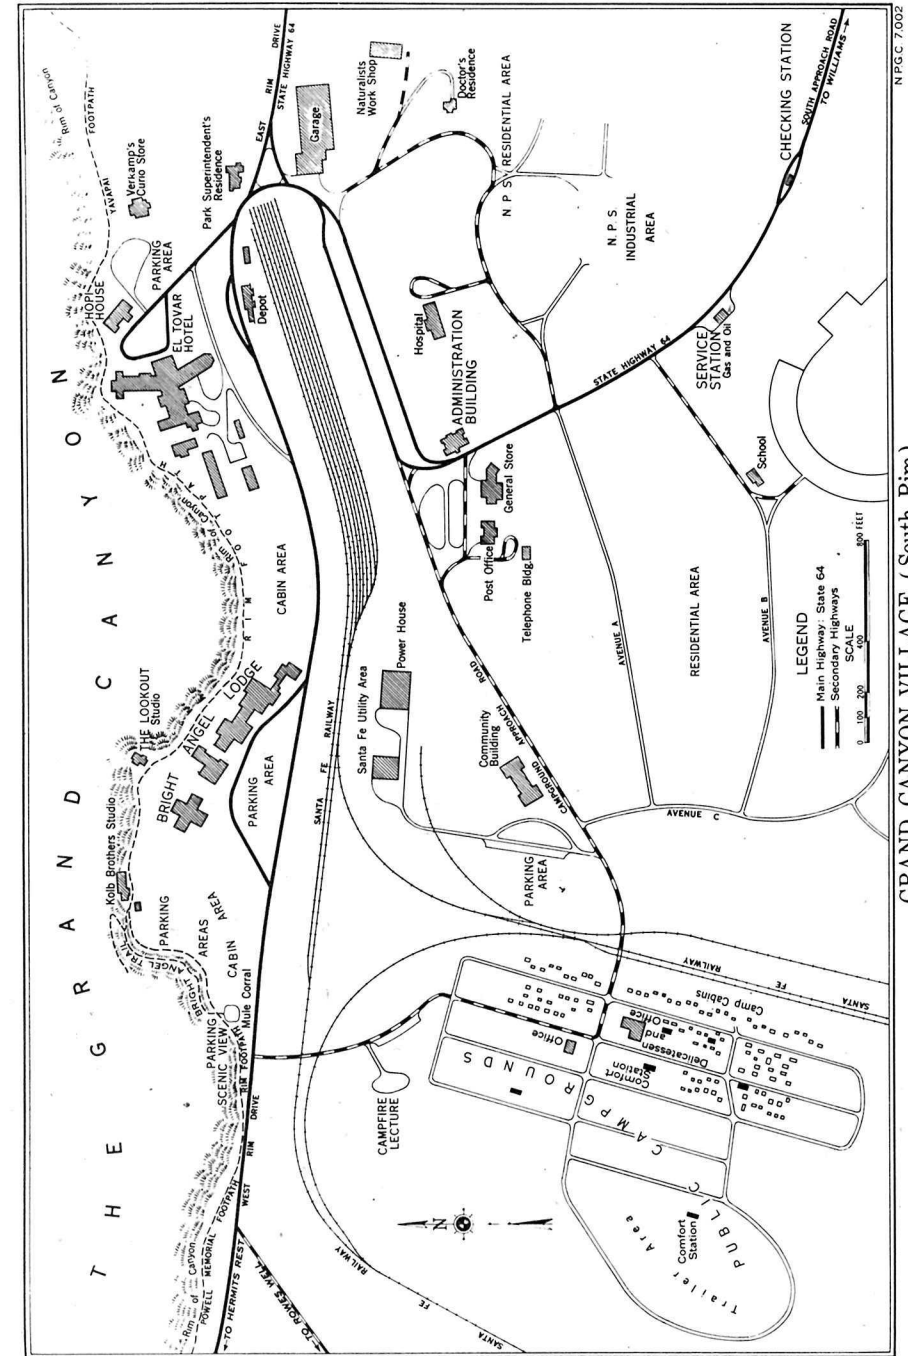 THE GRAND CANYON
Rim of Canyon
POWELL MEMORIAL FOOTPATH
TO HERMITS REST
TO ROWES WELL
WEST RIM DRIVE
RIM FOOTPATH
PARKING
SCENIC VIEW
Mule Corral
CABIN AREA
BRIGHT ANGEL TRAIL
PARKING
AREAS
Kolb Brothers Studio
THE LOOKOUT
Studio
BRIGHT ANGEL LODGE
PARKING
AREA
CABIN AREA
RIM FOOTPATH
Rim of Canyon
EL TOVAR
HOTEL
HOPI
HOUSE
PARKING
AREA
Verkamp's
Curio Store
YAVAPAI FOOTPATH
Rim of Canyon
Park Superintendent's
Residence
EAST RIM DRIVE
STATE HIGHWAY 64
Depot
Garage
Naturalists
Work Shop
Doctor's
Residence
N P S RESIDENTIAL AREA
N. P. S
INDUSTRIAL
AREA
CHECKING STATION
SOUTH APPROACH ROAD
TO WILLIAMS
Hospital
ADMINISTRATION
BUILDING
STATE HIGHWAY 64
SERVICE
STATION
Gas and Oil
General Store
Post Office
Telephone Bldg.
School
SANTA FE RAILWAY
Santa Fe Utility Area
Power House
Community
Building
CAMPGROUND APPROACH ROAD
PARKING
AREA
AVENUE A
RESIDENTIAL AREA
AVENUE B
AVENUE C
CAMPFIRE
LECTURE
Office
Delicatessen
and
Office
Comfort
Station
Camp Cabins
SANTA FE RAILWAY
PUBLIC CAMPGROUNDS
Trailer Area
Comfort
Station
N
SANTA FE RAILWAY
LEGEND
Main Highway: State 64
Secondary Highways
SCALE
0 100 200 400 800 FEET
N P.G.C 7,002
GRAND CANYON VILLAGE (South Rim)